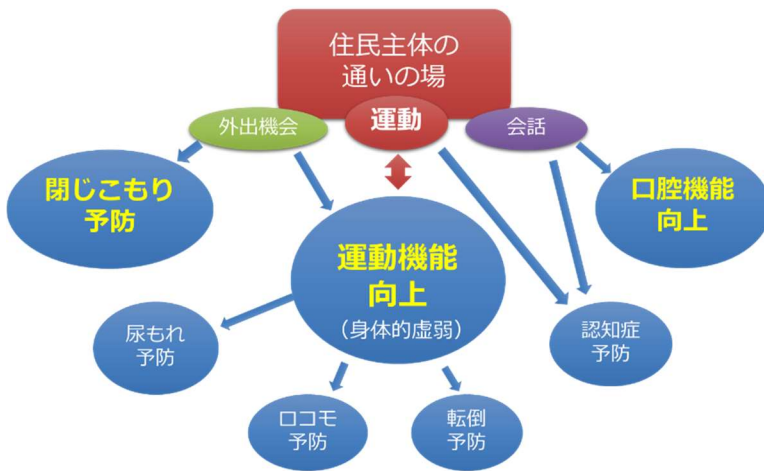 住民主体の
通いの場
外出機会
運動
会話
閉じこもり
予防
口腔機能
向上
運動機能
向上
（身体的虚弱）
尿もれ
予防
認知症
予防
ロコモ
予防
転倒
予防